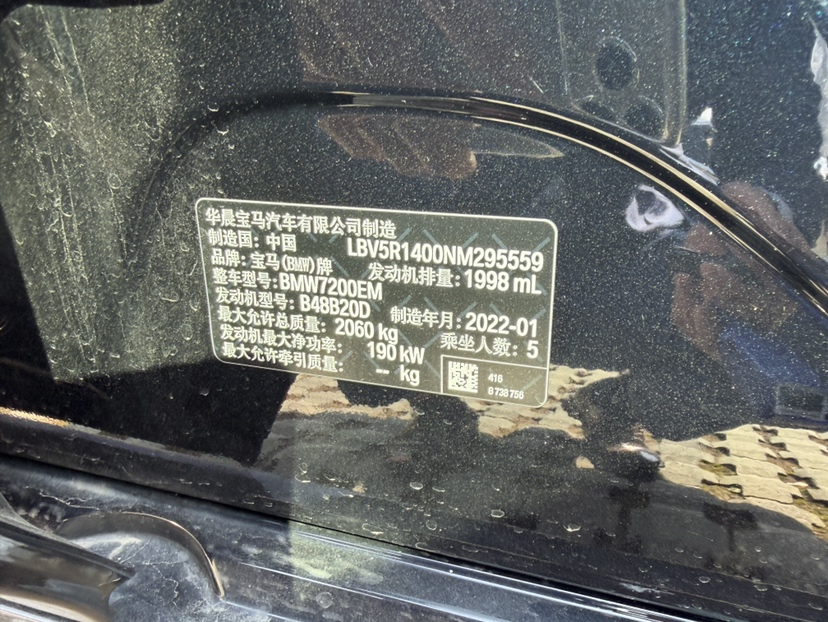 华晨宝马汽车有限公司制造
制造国：中国 LBV5R1400NM295559
品牌：宝马(BMW)牌 发动机排量：1998 mL
整车型号：BMW7200EM
发动机型号：B48B20D 制造年月：2022-01
最大允许总质量：2060 kg 乘坐人数：5
发动机最大净功率：190 kW
最大允许牵引质量：-- kg
416
8738756